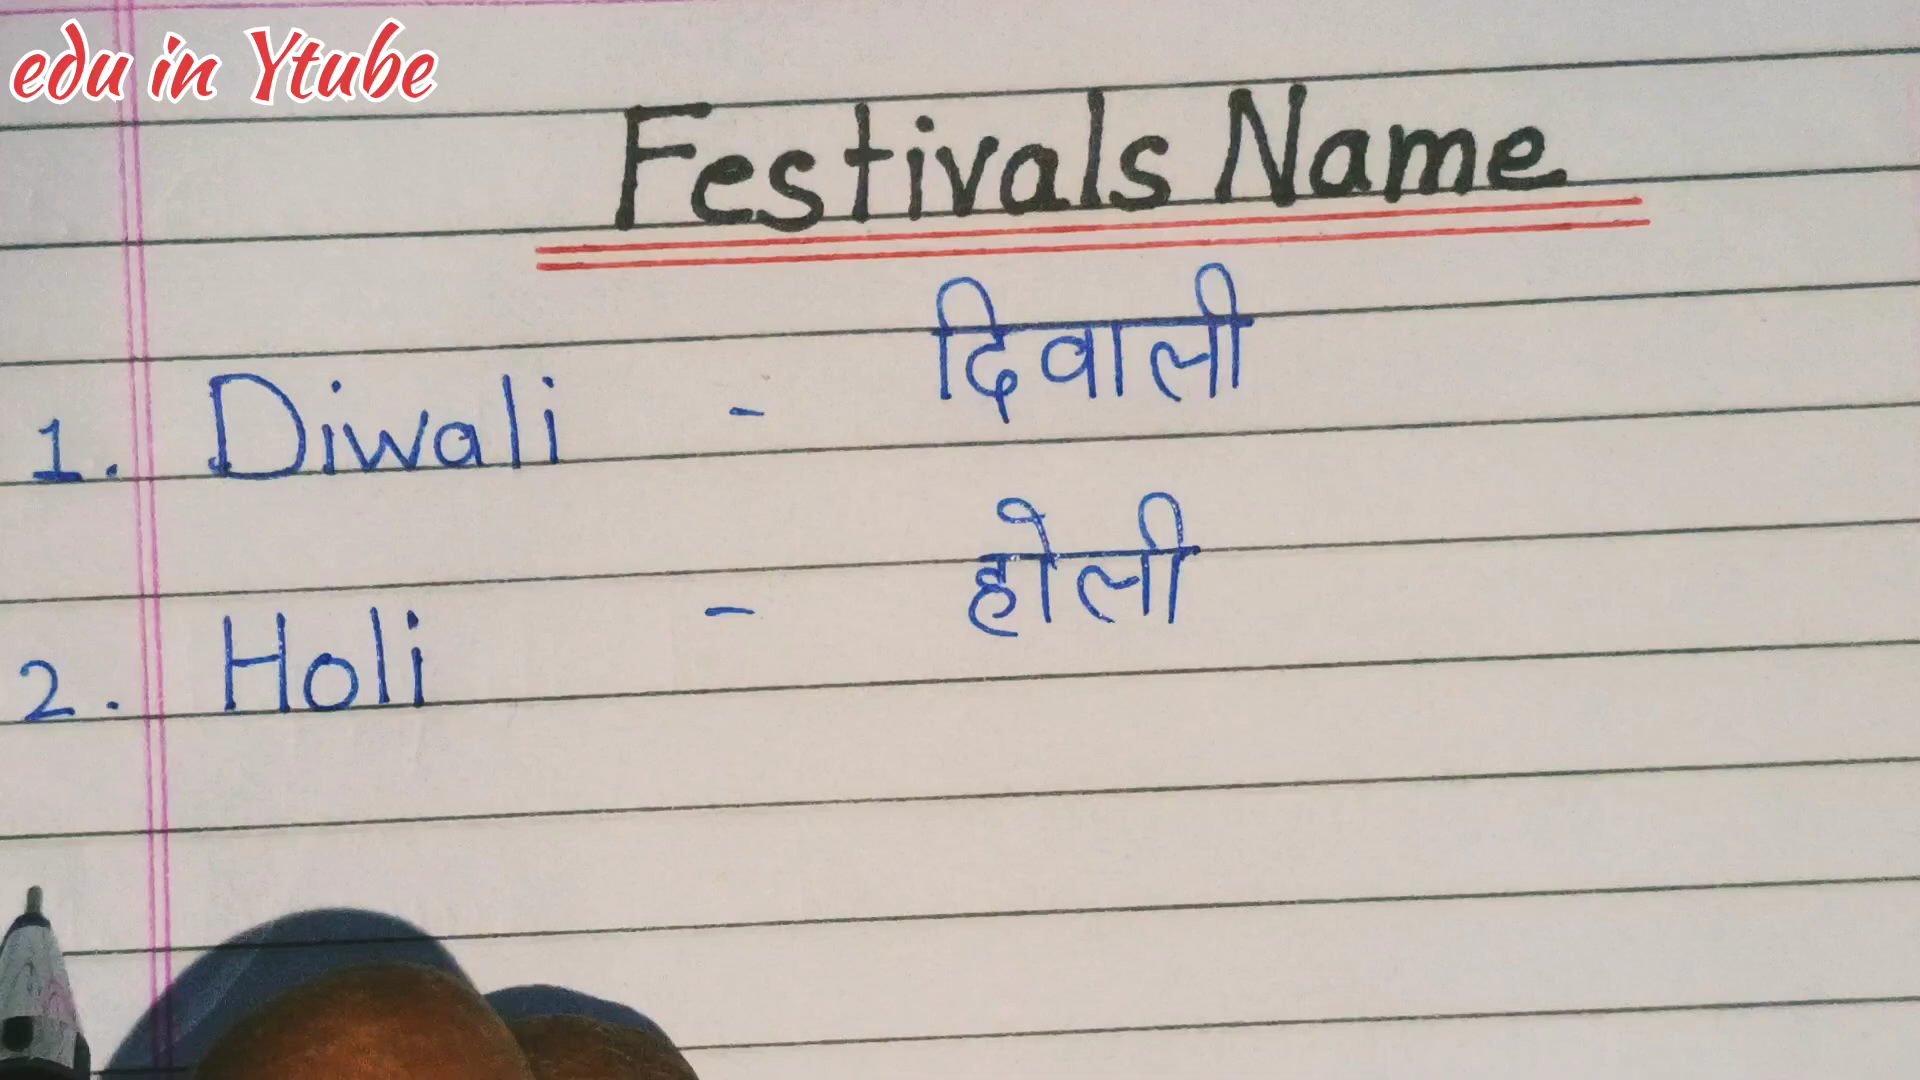 edu in Ytube
Festivals Name
1. Diwali - दिवाली
2. Holi - होली